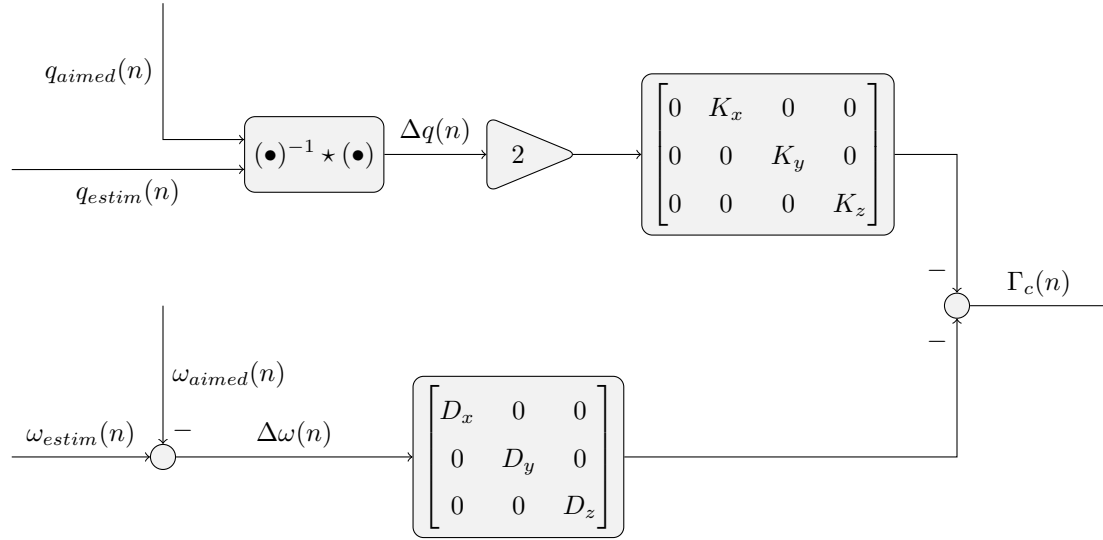 q_{aimed}(n)
q_{estim}(n)
(•)^{-1} ⋆ (•)
Δq(n)
2
0 K_x 0 0
0 0 K_y 0
0 0 0 K_z
−
−
Γ_c(n)
ω_{aimed}(n)
ω_{estim}(n)
−
Δω(n)
D_x 0 0
0 D_y 0
0 0 D_z